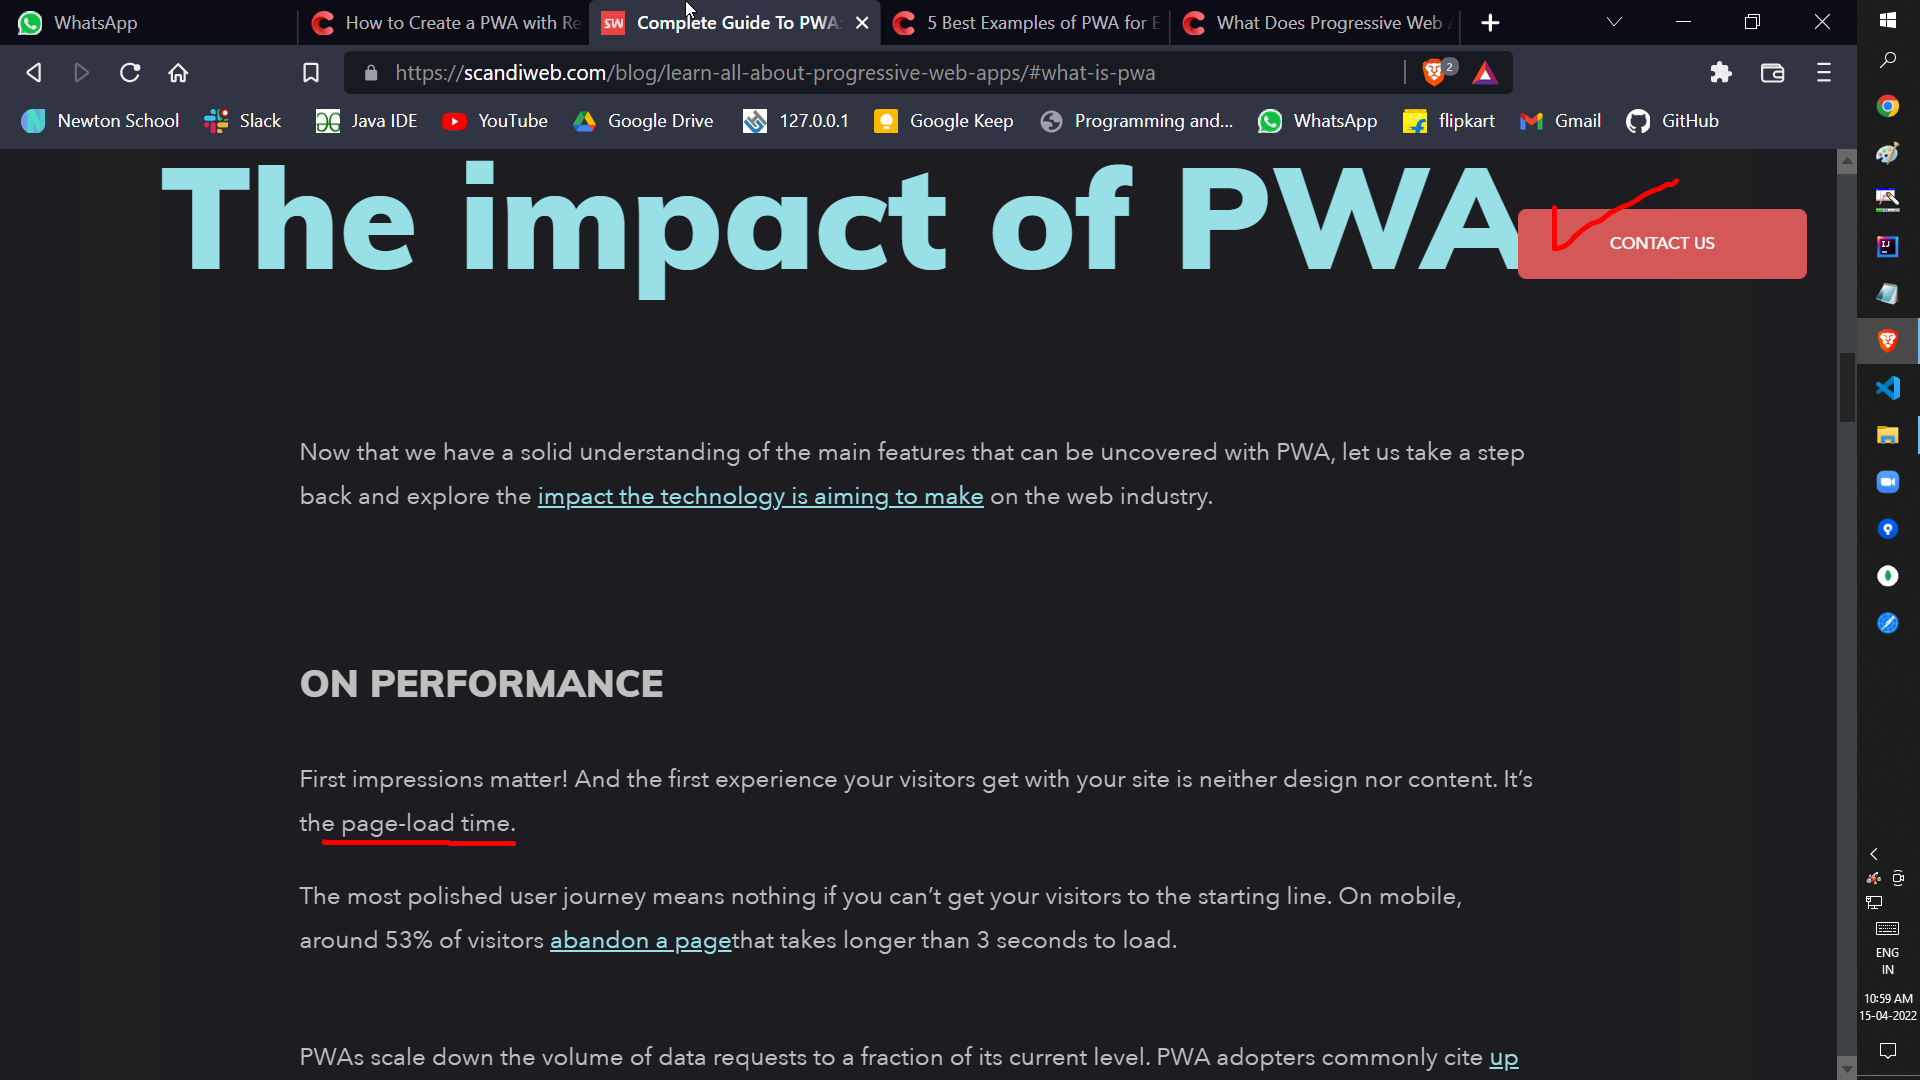 WhatsApp
How to Create a PWA with Re
SW Complete Guide To PWA
5 Best Examples of PWA for E
What Does Progressive Web A
https://scandiweb.com/blog/learn-all-about-progressive-web-apps/#what-is-pwa
2
Newton School Slack Java IDE YouTube Google Drive 127.0.0.1 Google Keep Programming and... WhatsApp flipkart Gmail GitHub
The impact of PWA
CONTACT US
Now that we have a solid understanding of the main features that can be uncovered with PWA, let us take a step
back and explore the impact the technology is aiming to make on the web industry.
ON PERFORMANCE
First impressions matter! And the first experience your visitors get with your site is neither design nor content. It’s
the page-load time.
The most polished user journey means nothing if you can’t get your visitors to the starting line. On mobile,
around 53% of visitors abandon a pagethat takes longer than 3 seconds to load.
PWAs scale down the volume of data requests to a fraction of its current level. PWA adopters commonly cite up
ENG
IN
10:59 AM
15-04-2022